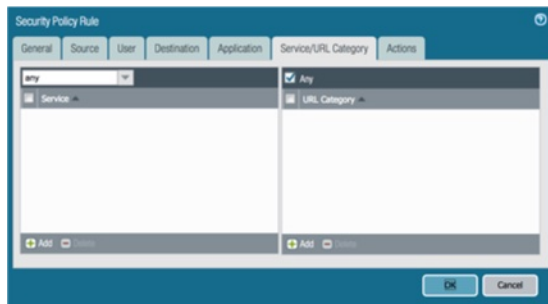 Security Policy Rule
General Source User Destination Application Service/URL Category Actions
any
Any
Service
URL Category
Add Delete
Add Delete
OK Cancel